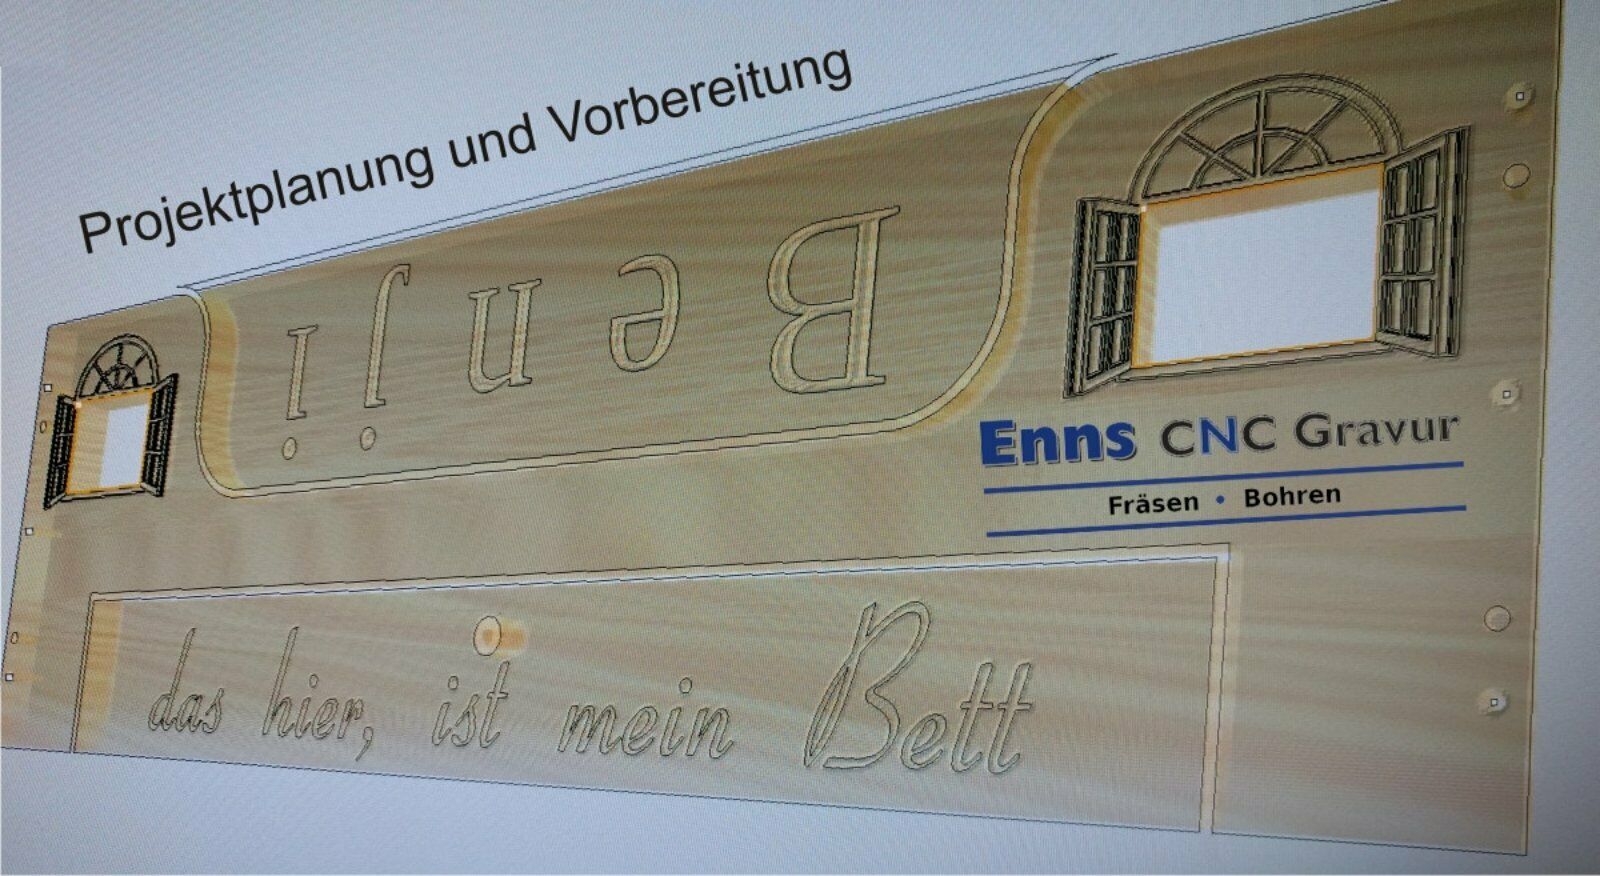 Projektplanung und Vorbereitung
Benji
Enns CNC Gravur
Fräsen • Bohren
das hier, ist mein Bett